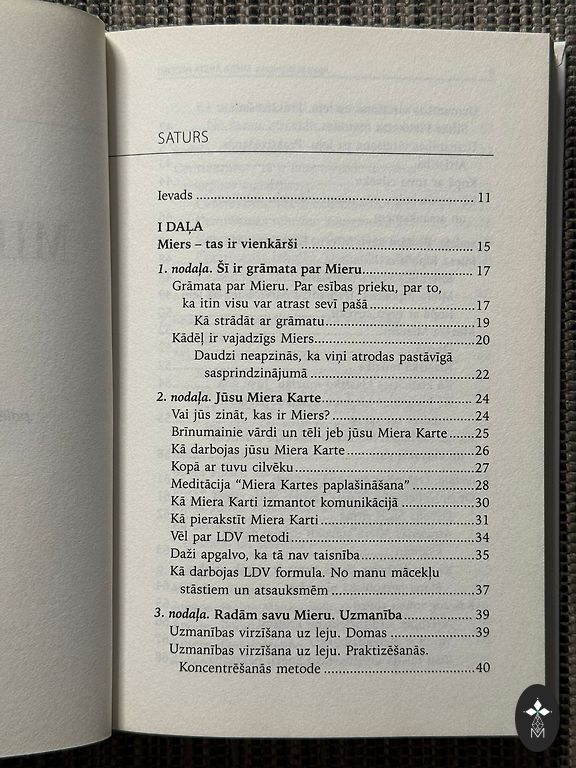 SATURS
Ievads ........ 11
I DAĻA
Miers – tas ir vienkārši ........ 15
1. nodaļa. Šī ir grāmata par Mieru ........ 17
Grāmata par Mieru. Par esības prieku, par to,
ka itin visu var atrast sevī pašā ........ 17
Kā strādāt ar grāmatu ........ 19
Kādēļ ir vajadzīgs Miers ........ 20
Daudzi neapzinās, ka viņi atrodas pastāvīgā
sasprindzinājumā ........ 22
2. nodaļa. Jūsu Miera Karte ........ 24
Vai jūs zināt, kas ir Miers? ........ 24
Brīnumainie vārdi un tēli jeb jūsu Miera Karte ........ 25
Kā darbojas jūsu Miera Karte ........ 26
Kopā ar tuvu cilvēku ........ 27
Meditācija “Miera Kartes paplašināšana” ........ 28
Kā Miera Karti izmantot komunikācijā ........ 30
Kā pierakstīt Miera Karti ........ 31
Vēl par LDV metodi ........ 34
Daži apgalvo, ka tā nav taisnība ........ 35
Kā darbojas LDV formula. No manu mācekļu
stāstiem un atsauksmēm ........ 37
3. nodaļa. Radām savu Mieru. Uzmanība ........ 39
Uzmanības virzīšana uz leju. Domas ........ 39
Uzmanības virzīšana uz leju. Praktizēšanās.
Koncentrēšanās metode ........ 40
M